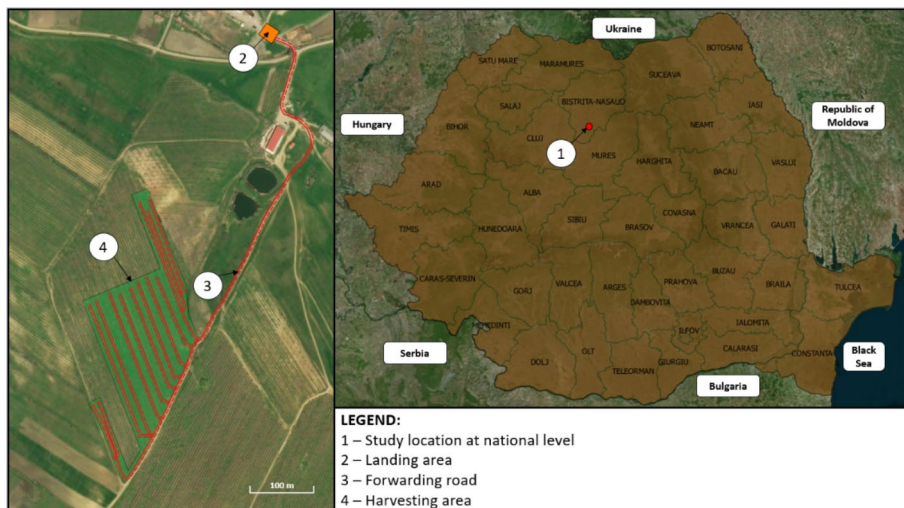 2
4
3
100 m
Ukraine
BOTOSANI
SATU MARE
MARAMURES
SUCEAVA
Hungary
SALAJ
BISTRITA-NASAUD
IASI
Republic of
Moldova
BIHOR
CLUJ
NEAMT
1
MURES
HARGHITA
VASLUI
BACAU
ARAD
ALBA
TIMIS
HUNEDOARA
SIBIU
BRASOV
COVASNA
VRANCEA
GALATI
CARAS-SEVERIN
GORJ
VALCEA
ARGES
PRAHOVA
BUZAU
BRAILA
TULCEA
DAMBOVITA
MEHEDINTI
ILFOV
IALOMITA
Serbia
DOLJ
OLT
TELEORMAN
GIURGIU
CALARASI
CONSTANTA
Black
Sea
Bulgaria
LEGEND:
1 – Study location at national level
2 – Landing area
3 – Forwarding road
4 – Harvesting area